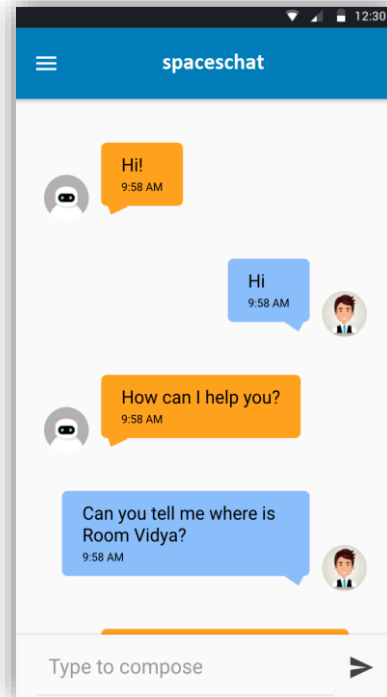 12:30
spaceschat
Hi!
9:58 AM
Hi
9:58 AM
How can I help you?
9:58 AM
Can you tell me where is
Room Vidya?
9:58 AM
Type to compose